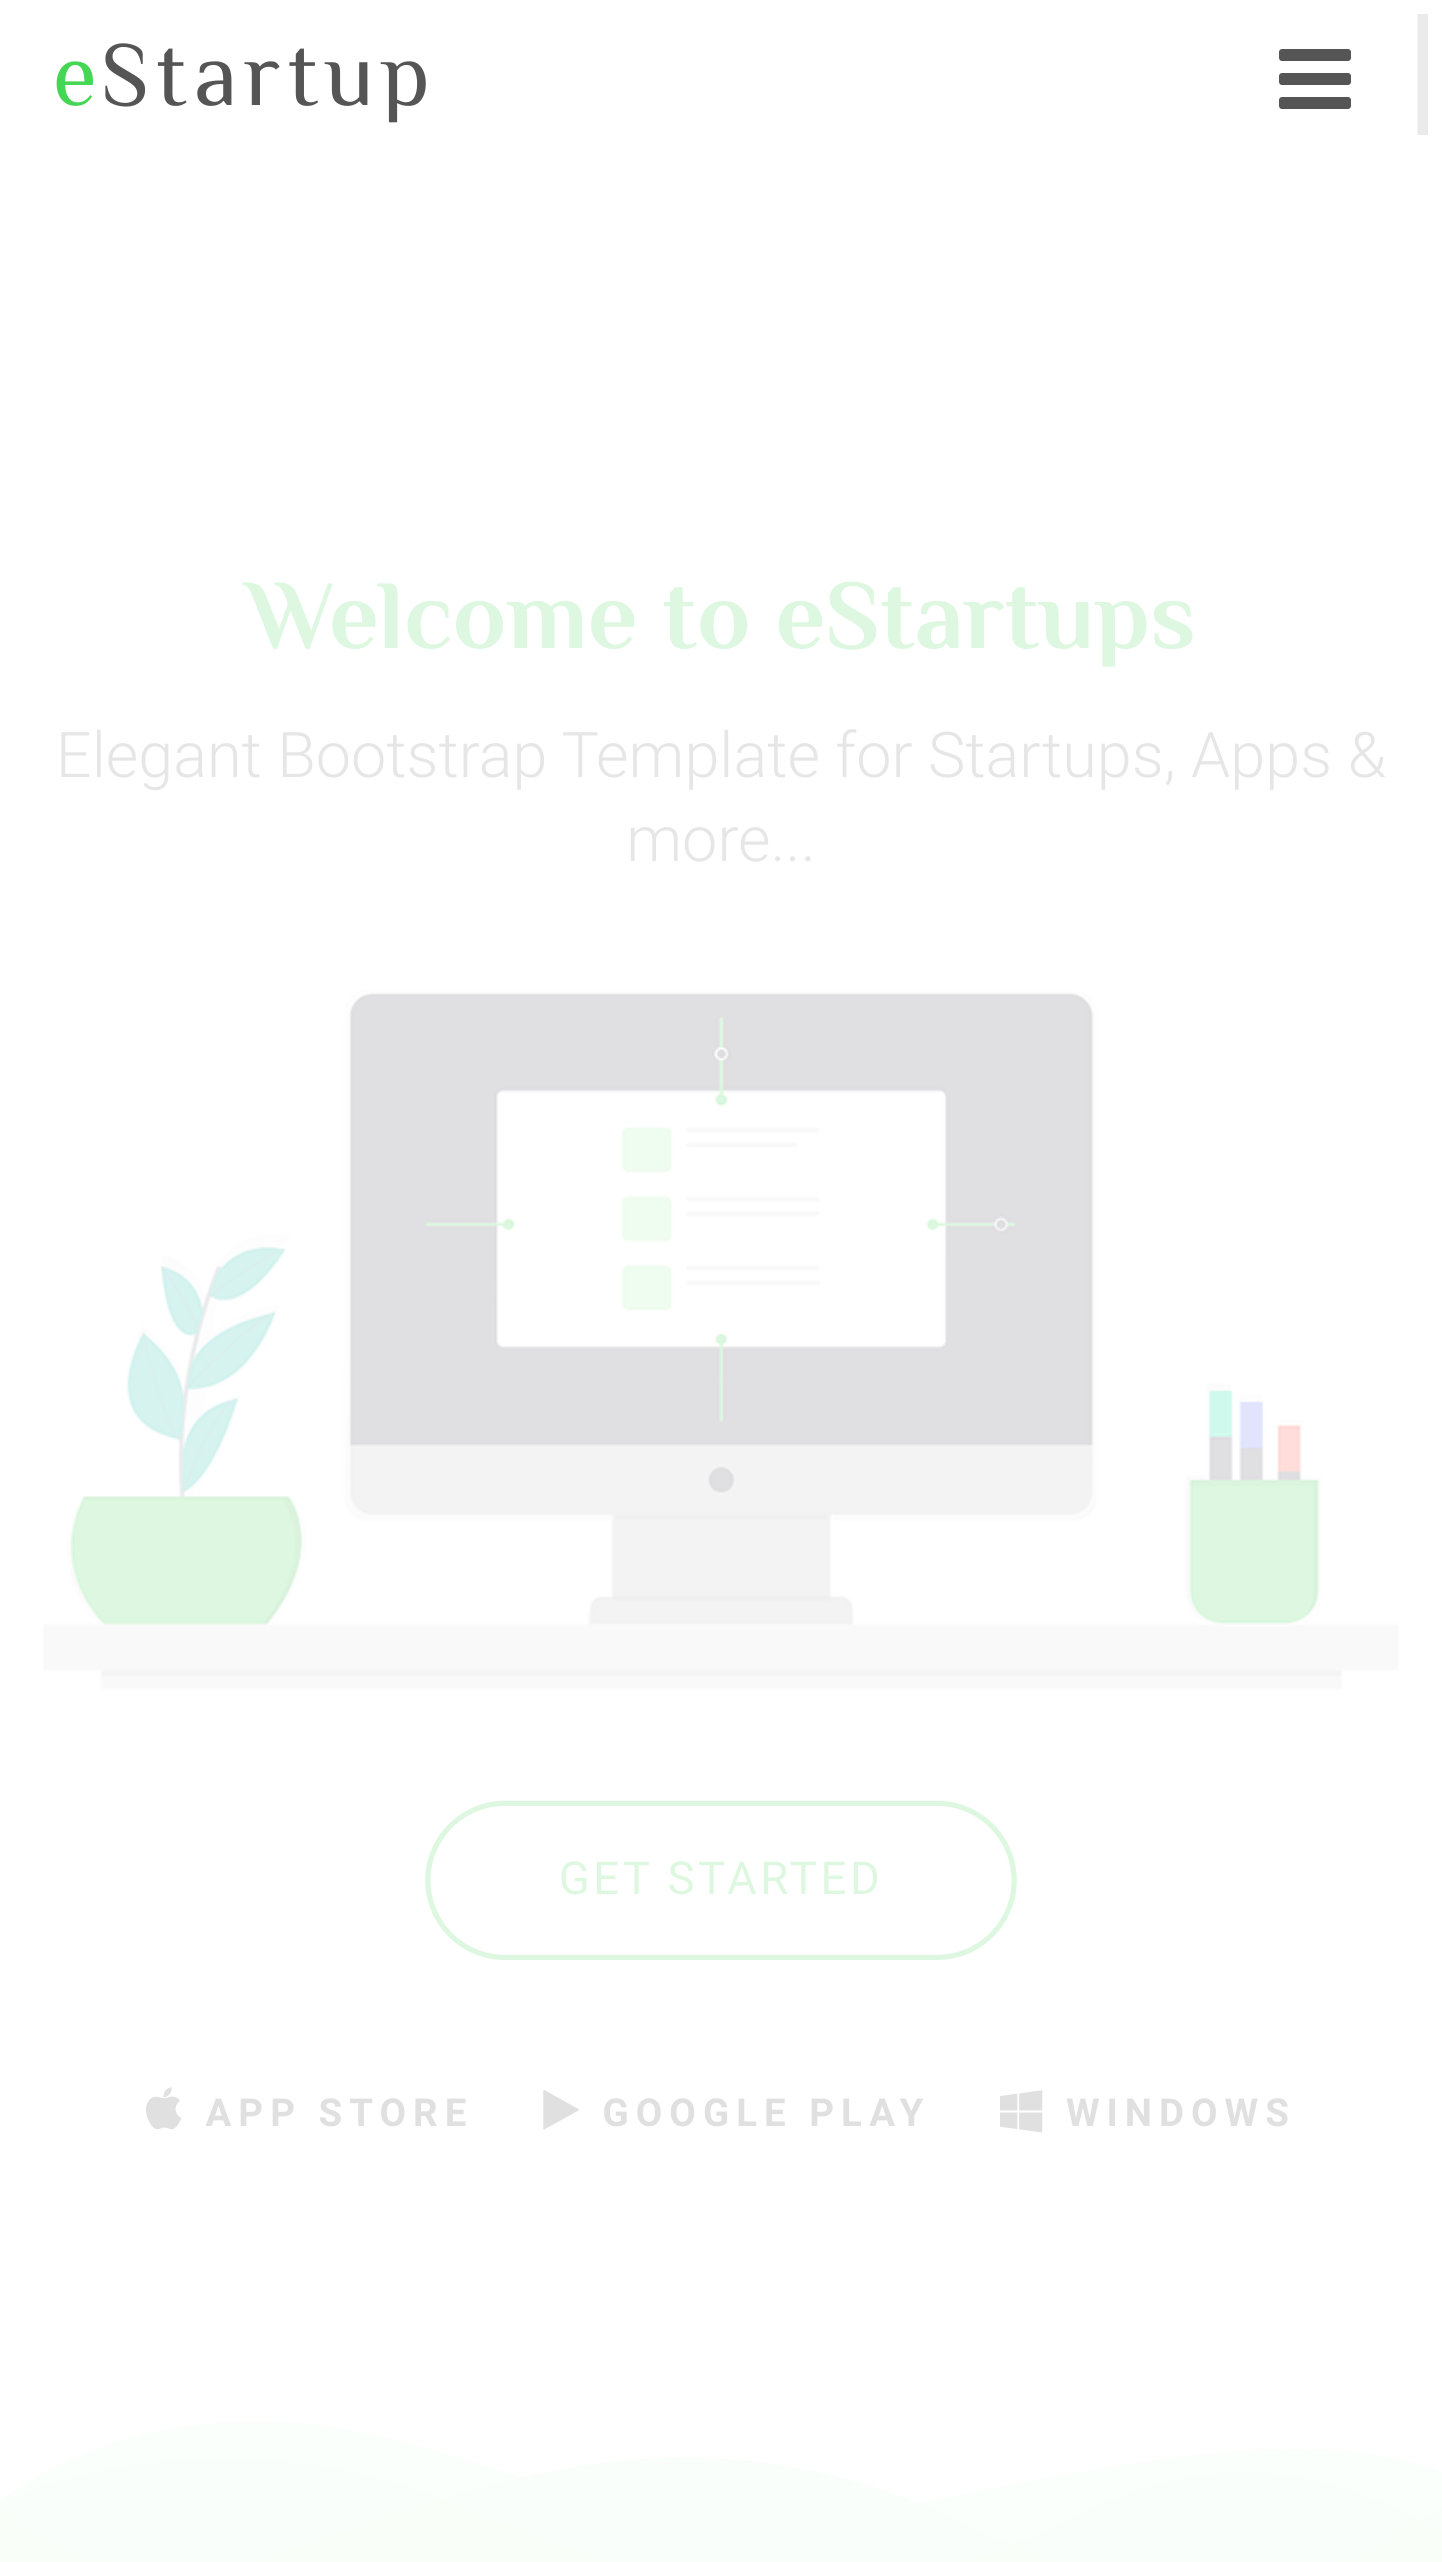 eStartup
Welcome to eStartups
Elegant Bootstrap Template for Startups, Apps &
more...
GET STARTED
APP STORE GOOGLE PLAY WINDOWS